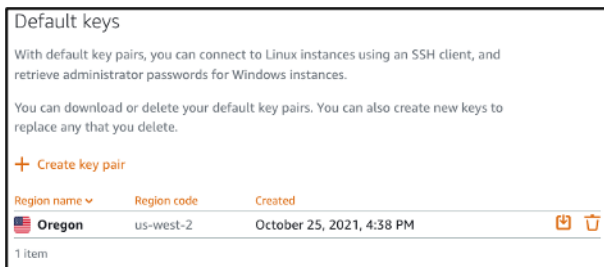 Default keys
With default key pairs, you can connect to Linux instances using an SSH client, and
retrieve administrator passwords for Windows instances.
You can download or delete your default key pairs. You can also create new keys to
replace any that you delete.
+ Create key pair
Region name Region code Created
Oregon us-west-2 October 25, 2021, 4:38 PM
1 item